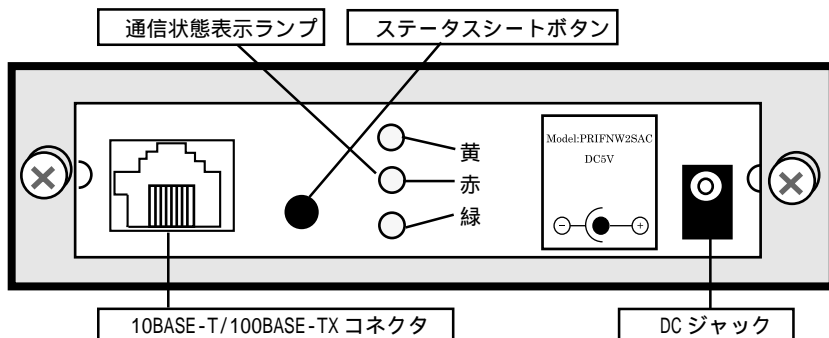 通信状態表示ランプ
ステータスシートボタン
黄
赤
緑
Model:PRIFNW2SAC
DC5V
10BASE-T/100BASE-TX コネクタ
DC ジャック